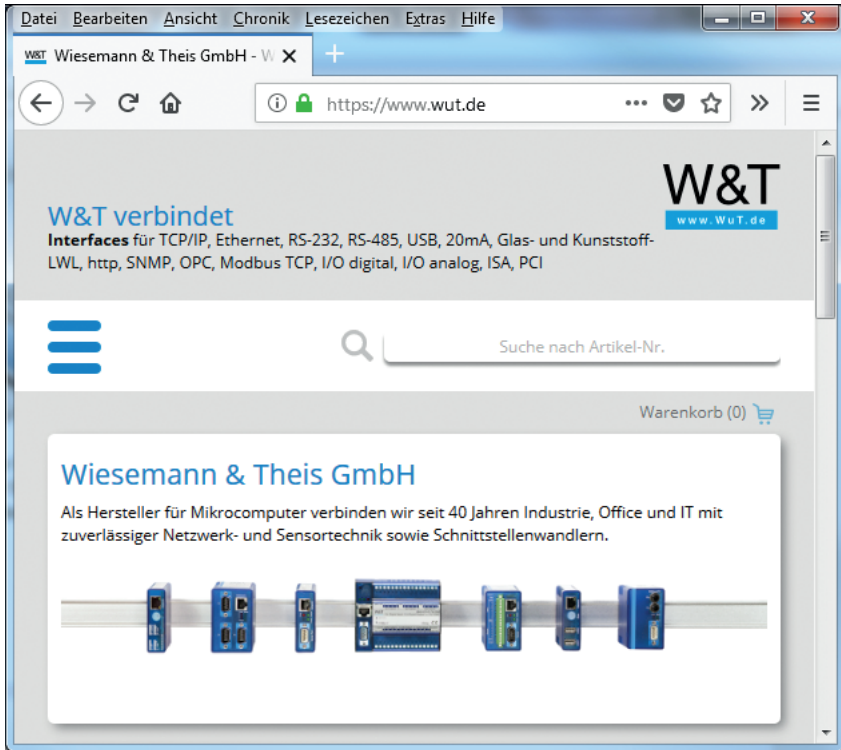 Datei Bearbeiten Ansicht Chronik Lesezeichen Extras Hilfe
W&T Wiesemann & Theis GmbH - W
https://www.wut.de
W&T
www.WuT.de
W&T verbindet
Interfaces für TCP/IP, Ethernet, RS-232, RS-485, USB, 20mA, Glas- und Kunststoff-
LWL, http, SNMP, OPC, Modbus TCP, I/O digital, I/O analog, ISA, PCI
Suche nach Artikel-Nr.
Warenkorb (0)
Wiesemann & Theis GmbH
Als Hersteller für Mikrocomputer verbinden wir seit 40 Jahren Industrie, Office und IT mit
zuverlässiger Netzwerk- und Sensortechnik sowie Schnittstellenwandlern.